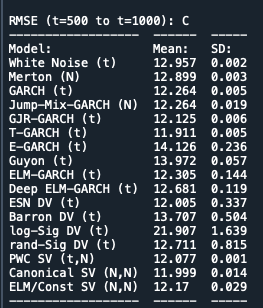 RMSE (t=500 to t=1000): C
------------------  ------  -----
Model:              Mean:   SD:
White Noise (t)     12.957  0.002
Merton (N)          12.899  0.003
GARCH (t)           12.264  0.005
Jump-Mix-GARCH (N)  12.264  0.019
GJR-GARCH (t)       12.125  0.006
T-GARCH (t)         11.911  0.005
E-GARCH (t)         14.126  0.236
Guyon (t)           13.972  0.057
ELM-GARCH (t)       12.305  0.144
Deep ELM-GARCH (t)  12.681  0.119
ESN DV (t)          12.005  0.337
Barron DV (t)       13.707  0.504
log-Sig DV (t)      21.907  1.639
rand-Sig DV (t)     12.711  0.815
PWC SV (t,N)        12.077  0.001
Canonical SV (N,N)  11.999  0.014
ELM/Const SV (N,N)  12.17   0.029
------------------  ------  -----